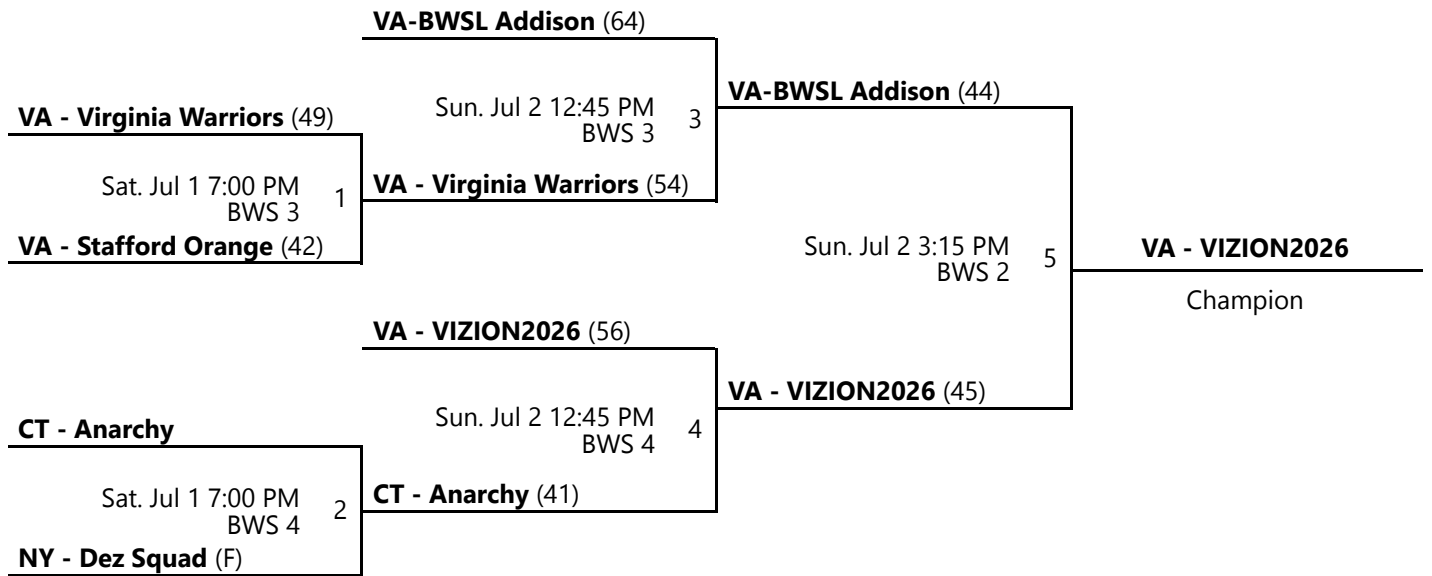 VA-BWSL Addison (64)
VA-BWSL Addison (44)
Sun. Jul 2 12:45 PM
BWS 3
3
VA - Virginia Warriors (49)
Sat. Jul 1 7:00 PM
BWS 3
1
VA - Virginia Warriors (54)
VA - Stafford Orange (42)
Sun. Jul 2 3:15 PM
BWS 2
5
VA - VIZION2026
Champion
VA - VIZION2026 (56)
VA - VIZION2026 (45)
Sun. Jul 2 12:45 PM
BWS 4
4
CT - Anarchy
Sat. Jul 1 7:00 PM
BWS 4
2
CT - Anarchy (41)
NY - Dez Squad (F)